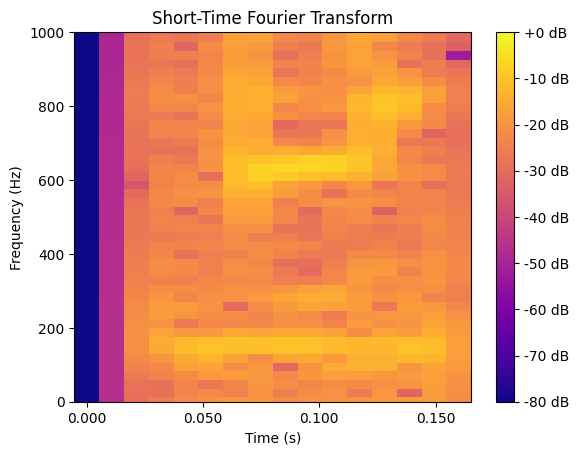 Short-Time Fourier Transform
Frequency (Hz)
1000
800
600
400
200
0
0.000
0.050
0.100
0.150
Time (s)
+0 dB
-10 dB
-20 dB
-30 dB
-40 dB
-50 dB
-60 dB
-70 dB
-80 dB